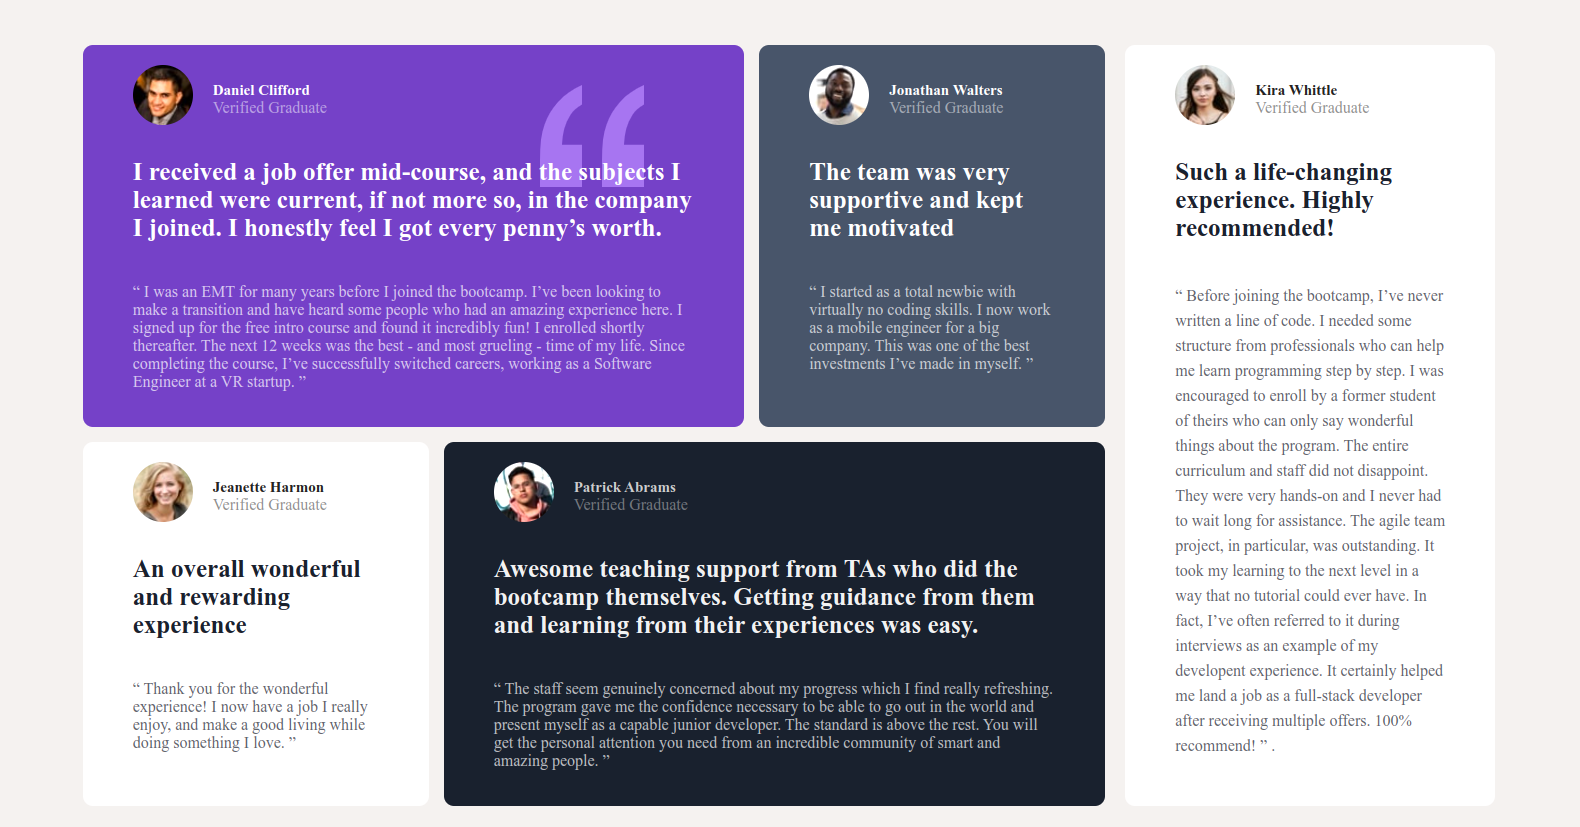 Daniel Clifford
Verified Graduate
“
I received a job offer mid-course, and the subjects I
learned were current, if not more so, in the company
I joined. I honestly feel I got every penny’s worth.
“ I was an EMT for many years before I joined the bootcamp. I’ve been looking to
make a transition and have heard some people who had an amazing experience here. I
signed up for the free intro course and found it incredibly fun! I enrolled shortly
thereafter. The next 12 weeks was the best - and most grueling - time of my life. Since
completing the course, I’ve successfully switched careers, working as a Software
Engineer at a VR startup. ”
Jonathan Walters
Verified Graduate
The team was very
supportive and kept
me motivated
“ I started as a total newbie with
virtually no coding skills. I now work
as a mobile engineer for a big
company. This was one of the best
investments I’ve made in myself. ”
Kira Whittle
Verified Graduate
Such a life-changing
experience. Highly
recommended!
“ Before joining the bootcamp, I’ve never
written a line of code. I needed some
structure from professionals who can help
me learn programming step by step. I was
encouraged to enroll by a former student
of theirs who can only say wonderful
things about the program. The entire
curriculum and staff did not disappoint.
They were very hands-on and I never had
to wait long for assistance. The agile team
project, in particular, was outstanding. It
took my learning to the next level in a
way that no tutorial could ever have. In
fact, I’ve often referred to it during
interviews as an example of my
developent experience. It certainly helped
me land a job as a full-stack developer
after receiving multiple offers. 100%
recommend! ” .
Jeanette Harmon
Verified Graduate
An overall wonderful
and rewarding
experience
“ Thank you for the wonderful
experience! I now have a job I really
enjoy, and make a good living while
doing something I love. ”
Patrick Abrams
Verified Graduate
Awesome teaching support from TAs who did the
bootcamp themselves. Getting guidance from them
and learning from their experiences was easy.
“ The staff seem genuinely concerned about my progress which I find really refreshing.
The program gave me the confidence necessary to be able to go out in the world and
present myself as a capable junior developer. The standard is above the rest. You will
get the personal attention you need from an incredible community of smart and
amazing people. ”